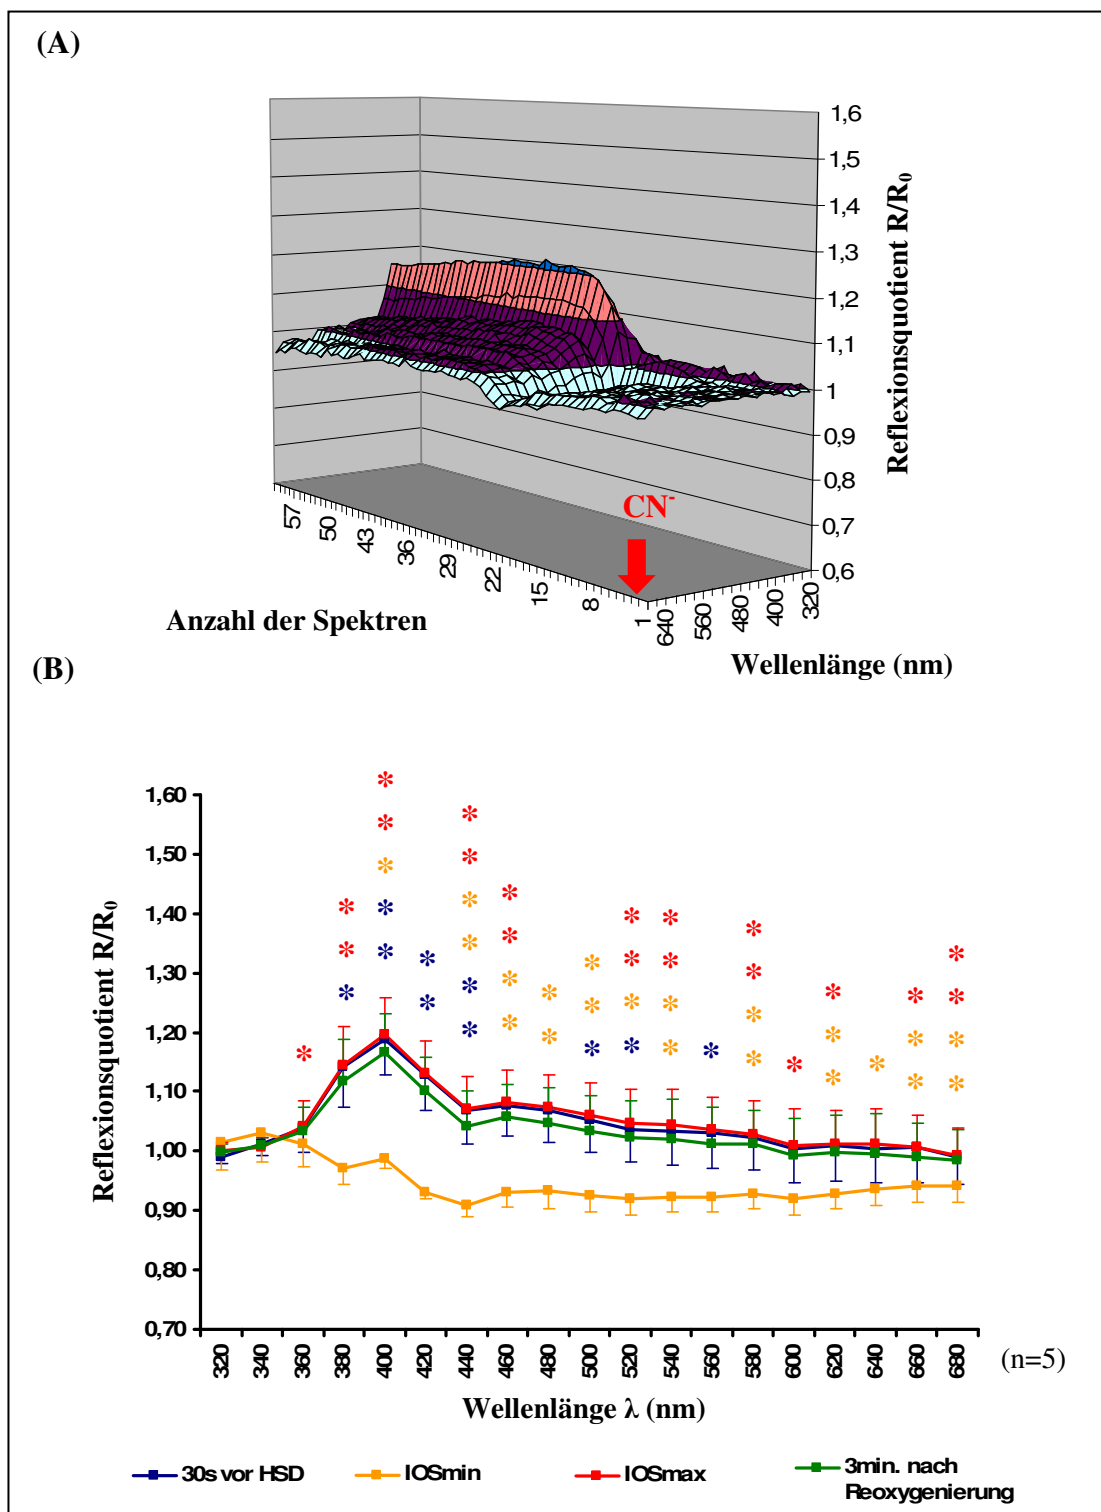 (A)
1,6
1,5
1,4
1,3
1,2
1,1
1
0,9
0,8
0,7
0,6
Reflexionsquotient R/R0
CN-
57
50
43
36
29
22
15
8
1
Anzahl der Spektren
640
560
480
400
320
Wellenlänge (nm)
(B)
1,60
1,50
1,40
1,30
1,20
1,10
1,00
0,90
0,80
0,70
Reflexionsquotient R/R0
* * * * * * * * * * * * * * * * * * * * * * * * * * * * * * * * * * * * * * * * * * * * * * * * * * * *
320 340 360 380 400 420 440 460 480 500 520 540 560 580 600 620 640 660 680
(n=5)
Wellenlänge λ (nm)
30s vor HSD IOSmin IOSmax 3min. nach
Reoxygenierung